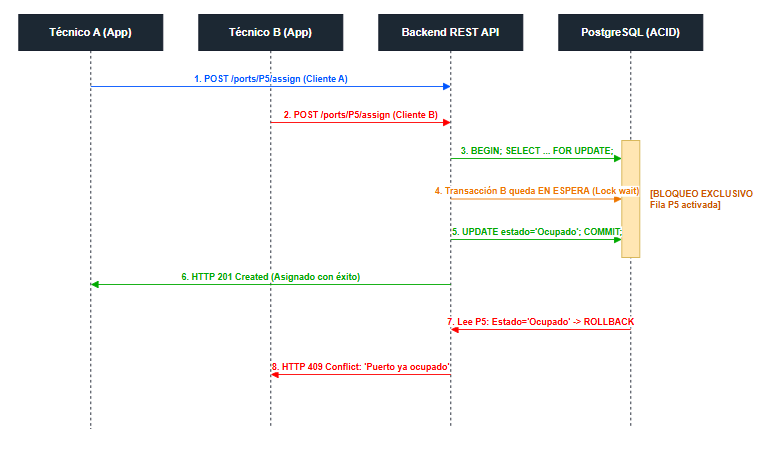 Técnico A (App)
Técnico B (App)
Backend REST API
PostgreSQL (ACID)
1. POST /ports/P5/assign (Cliente A)
2. POST /ports/P5/assign (Cliente B)
3. BEGIN; SELECT ... FOR UPDATE;
4. Transacción B queda EN ESPERA (Lock wait)
[BLOQUEO EXCLUSIVO
Fila P5 activada]
5. UPDATE estado='Ocupado'; COMMIT;
6. HTTP 201 Created (Asignado con éxito)
7. Lee P5: Estado='Ocupado' -> ROLLBACK
8. HTTP 409 Conflict: 'Puerto ya ocupado'